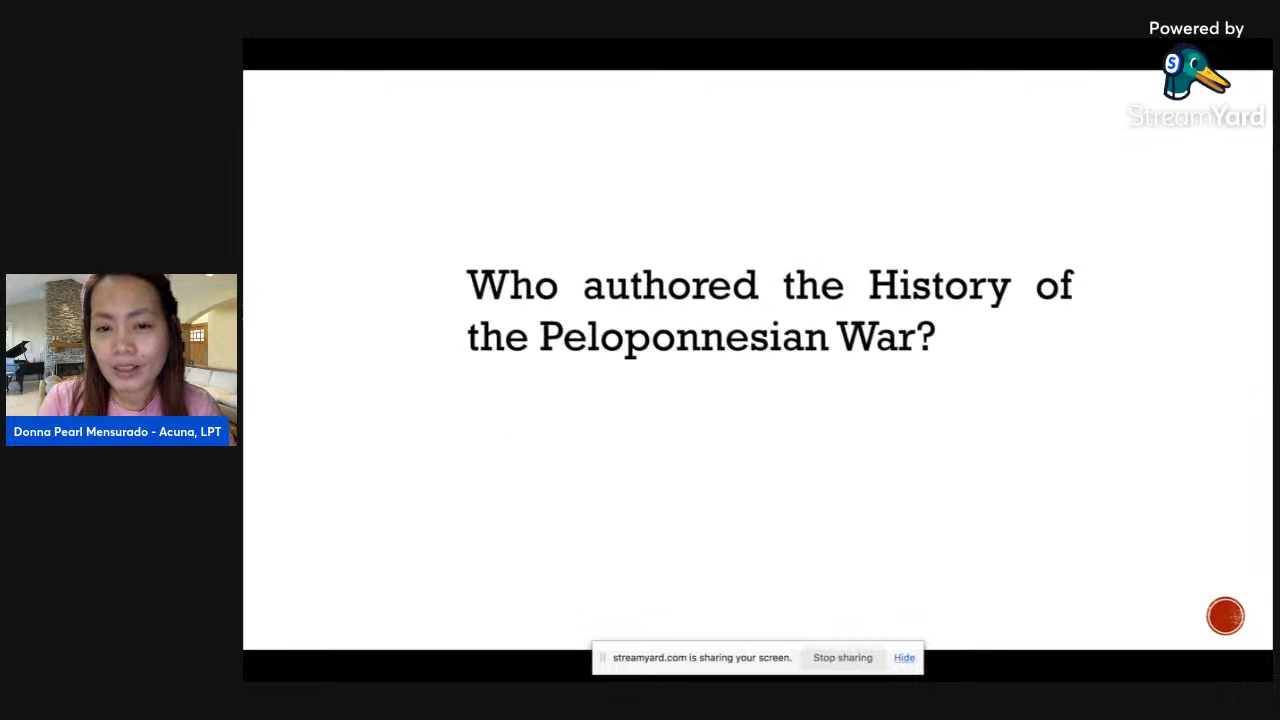 Powered by
StreamYard
Who authored the History of
the Peloponnesian War?
Donna Pearl Mensurado - Acuna, LPT
streamyard.com is sharing your screen. Stop sharing Hide